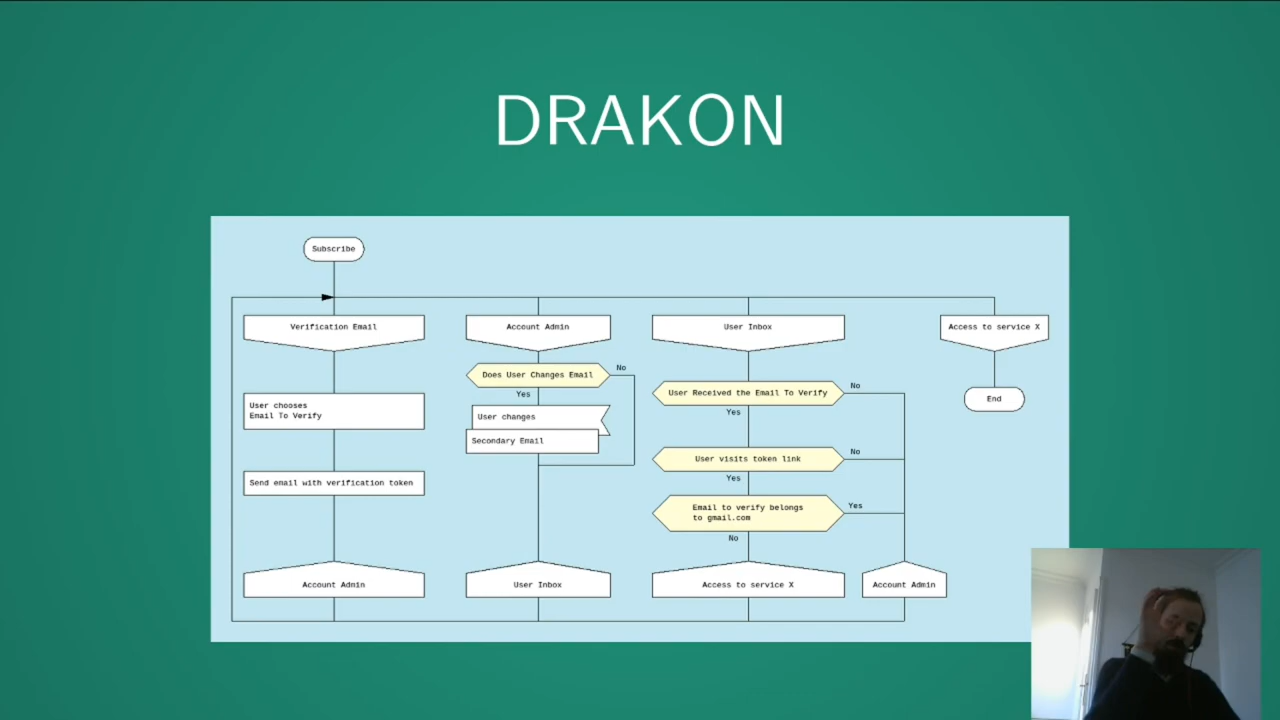 DRAKON
Subscribe
Verification Email
User chooses
Email To Verify
Send email with verification token
Account Admin
Account Admin
Does User Changes Email
No
Yes
User changes
Secondary Email
User Inbox
User Inbox
User Received the Email To Verify
No
Yes
User visits token link
No
Yes
Email to verify belongs
to gmail.com
Yes
No
Access to service X
Account Admin
Access to service X
End